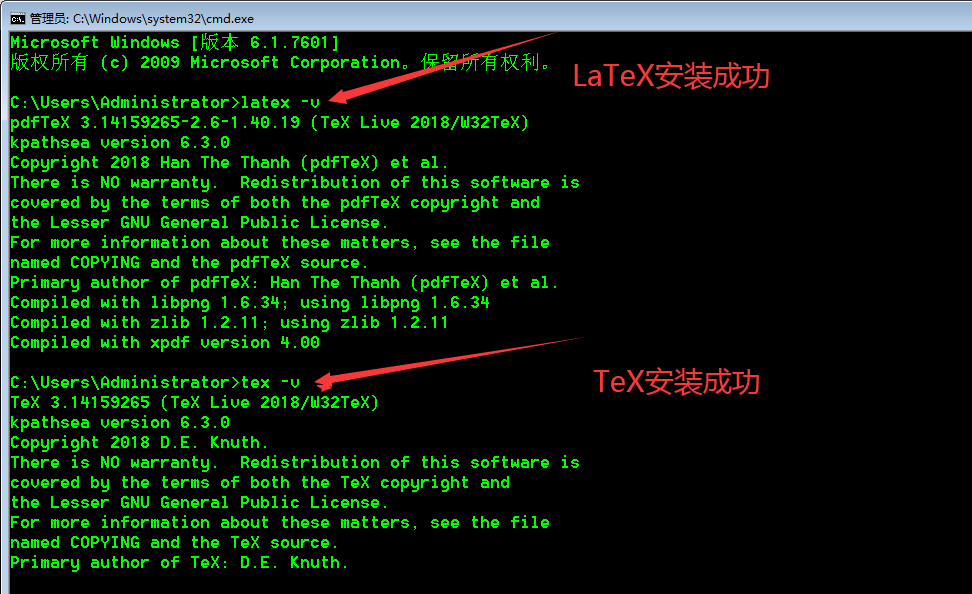 管理员: C:\Windows\system32\cmd.exe
Microsoft Windows [版本 6.1.7601]
版权所有 (c) 2009 Microsoft Corporation。保留所有权利。
LaTeX安装成功
C:\Users\Administrator>latex -v
pdfTeX 3.14159265-2.6-1.40.19 (TeX Live 2018/W32TeX)
kpathsea version 6.3.0
Copyright 2018 Han The Thanh (pdfTeX) et al.
There is NO warranty.  Redistribution of this software is
covered by the terms of both the pdfTeX copyright and
the Lesser GNU General Public License.
For more information about these matters, see the file
named COPYING and the pdfTeX source.
Primary author of pdfTeX: Han The Thanh (pdfTeX) et al.
Compiled with libpng 1.6.34; using libpng 1.6.34
Compiled with zlib 1.2.11; using zlib 1.2.11
Compiled with xpdf version 4.00
C:\Users\Administrator>tex -v
TeX安装成功
TeX 3.14159265 (TeX Live 2018/W32TeX)
kpathsea version 6.3.0
Copyright 2018 D.E. Knuth.
There is NO warranty.  Redistribution of this software is
covered by the terms of both the TeX copyright and
the Lesser GNU General Public License.
For more information about these matters, see the file
named COPYING and the TeX source.
Primary author of TeX: D.E. Knuth.